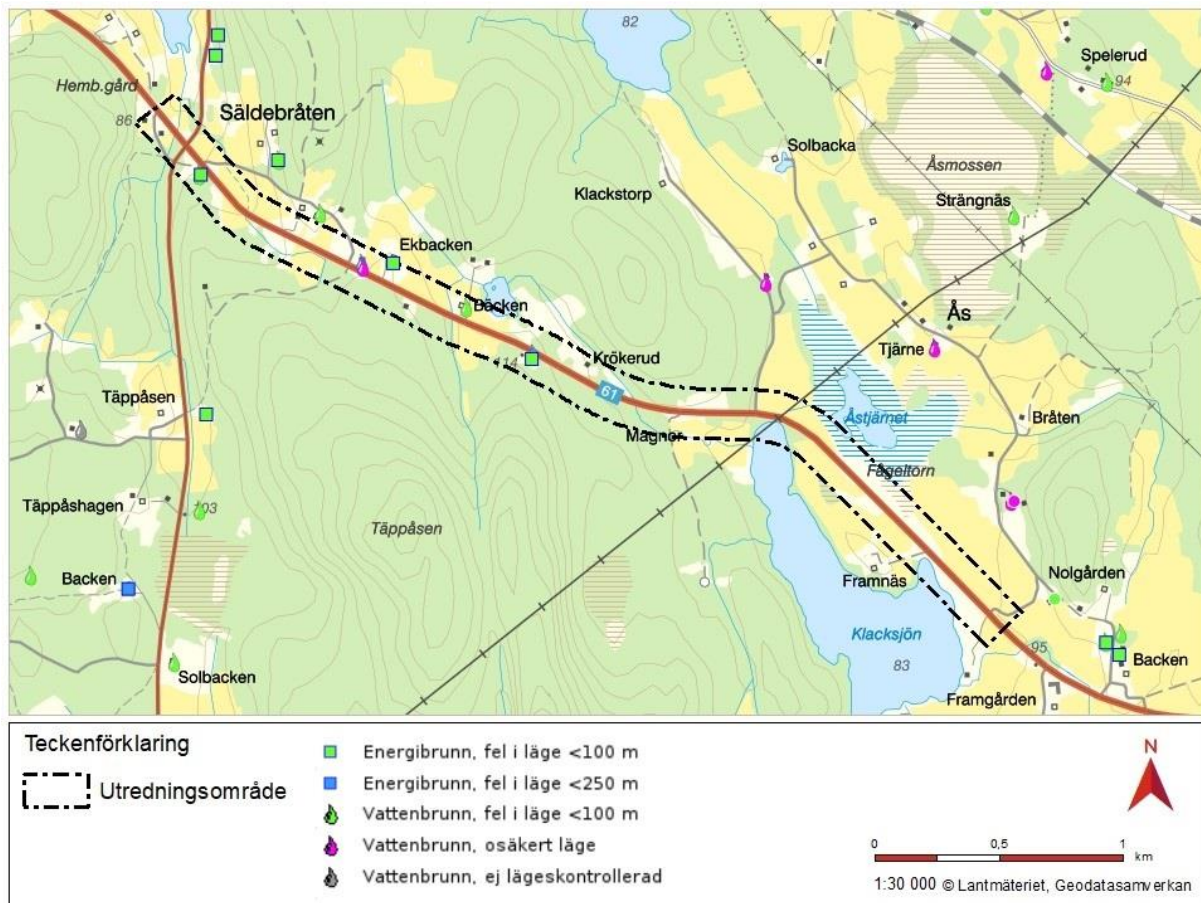 82
Spelerud
94
Hemb.gård
86
Säldebråten
Solbacka
Åsmossen
Klackstorp
Strängnäs
Ekbacken
Bäcken
Ås
Tjärne
114
Krökerud
61
Täppåsen
Åstjärnet
Bråten
Magnor
Fågeltorn
Täppåshagen
103
Täppåsen
Backen
Framnäs
Nolgården
Klacksjön
Solbacken
83
95
Backen
Framgården
Teckenförklaring
Utredningsområde
Energibrunn, fel i läge <100 m
Energibrunn, fel i läge <250 m
Vattenbrunn, fel i läge <100 m
Vattenbrunn, osäkert läge
Vattenbrunn, ej lägeskontrollerad
N
0 0,5 1
km
1:30 000 © Lantmäteriet, Geodatasamverkan